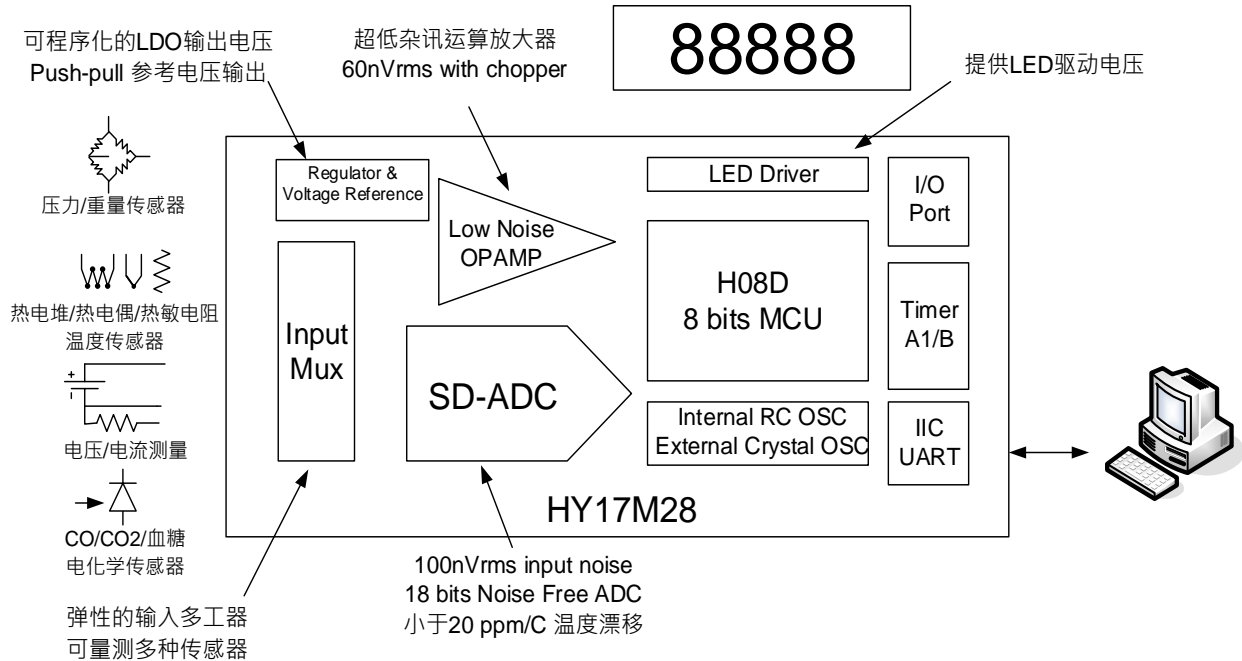 可程序化的LDO输出电压
Push-pull 参考电压输出
超低杂讯运算放大器
60nVrms with chopper
88888
提供LED驱动电压
压力/重量传感器
热电堆/热电偶/热敏电阻
温度传感器
+
电压/电流测量
CO/CO2/血糖
电化学传感器
弹性的输入多工器
可量测多种传感器
Regulator &
Voltage Reference
Low Noise
OPAMP
Input
Mux
SD-ADC
LED Driver
H08D
8 bits MCU
Internal RC OSC
External Crystal OSC
I/O
Port
Timer
A1/B
IIC
UART
HY17M28
100nVrms input noise
18 bits Noise Free ADC
小于20 ppm/C 温度漂移